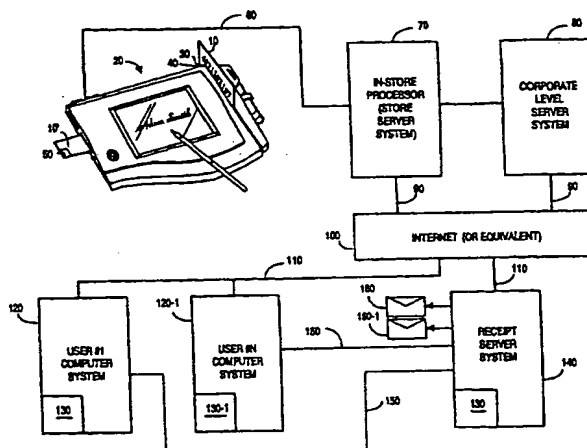 60
70
80
10
30
40
20
IN-STORE
PROCESSOR
(STORE
SERVER
SYSTEM)
CORPORATE
LEVEL
SERVER
SYSTEM
10'
50
90
90
INTERNET (OR EQUIVALENT)
100
110
110
120
120-1
160
160-1
150
USER #1
COMPUTER
SYSTEM
USER #N
COMPUTER
SYSTEM
RECEIPT
SERVER
SYSTEM
140
130
130-1
150
130